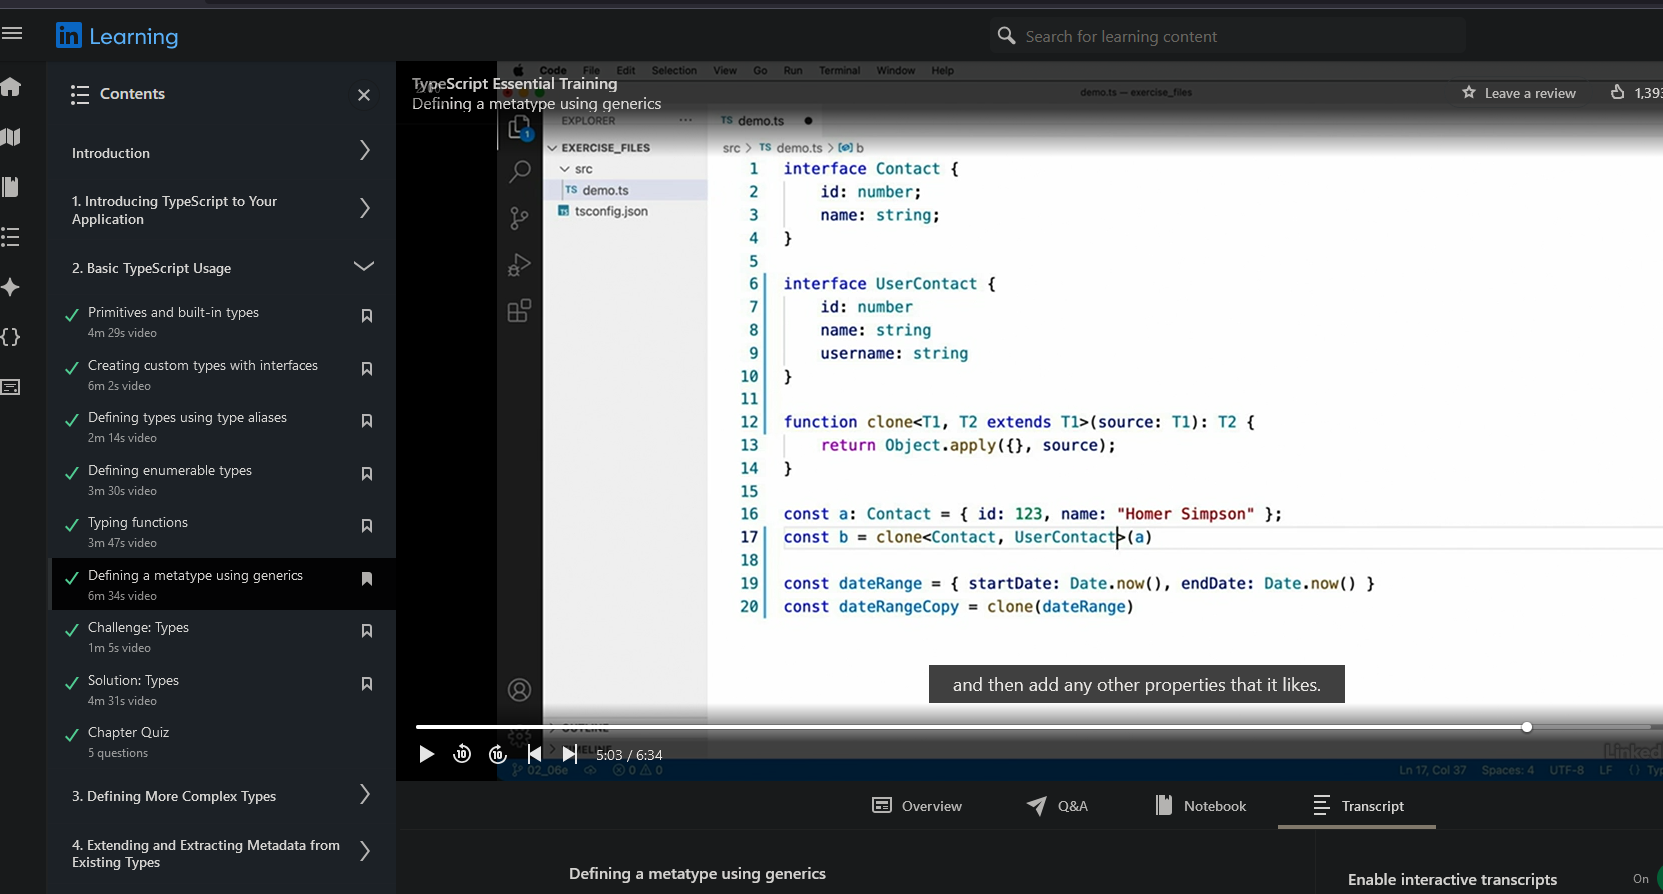 in Learning
Search for learning content
Contents
Introduction
1. Introducing TypeScript to Your
Application
2. Basic TypeScript Usage
Primitives and built-in types
4m 29s video
Creating custom types with interfaces
6m 2s video
Defining types using type aliases
2m 14s video
Defining enumerable types
3m 30s video
Typing functions
3m 47s video
Defining a metatype using generics
6m 34s video
Challenge: Types
1m 5s video
Solution: Types
4m 31s video
Chapter Quiz
5 questions
3. Defining More Complex Types
4. Extending and Extracting Metadata from
Existing Types
Code File Edit Selection View Go Run Terminal Window Help
TypeScript Essential Training
Defining a metatype using generics
demo.ts — exercise_files
Leave a review
1,393
EXPLORER
TS demo.ts
1
EXERCISE_FILES
src
TS demo.ts
tsconfig.json
src > TS demo.ts > b
1 interface Contact {
2 id: number;
3 name: string;
4 }
5
6 interface UserContact {
7 id: number
8 name: string
9 username: string
10 }
11
12 function clone<T1, T2 extends T1>(source: T1): T2 {
13 return Object.apply({}, source);
14 }
15
16 const a: Contact = { id: 123, name: "Homer Simpson" };
17 const b = clone<Contact, UserContact>(a)
18
19 const dateRange = { startDate: Date.now(), endDate: Date.now() }
20 const dateRangeCopy = clone(dateRange)
and then add any other properties that it likes.
OUTLINE
TIMELINE
10
10
5:03 / 6:34
Linked
02_06e
0 0
Ln 17, Col 37 Spaces: 4 UTF-8 LF {} Typ
Overview
Q&A
Notebook
Transcript
Defining a metatype using generics
Enable interactive transcripts
On